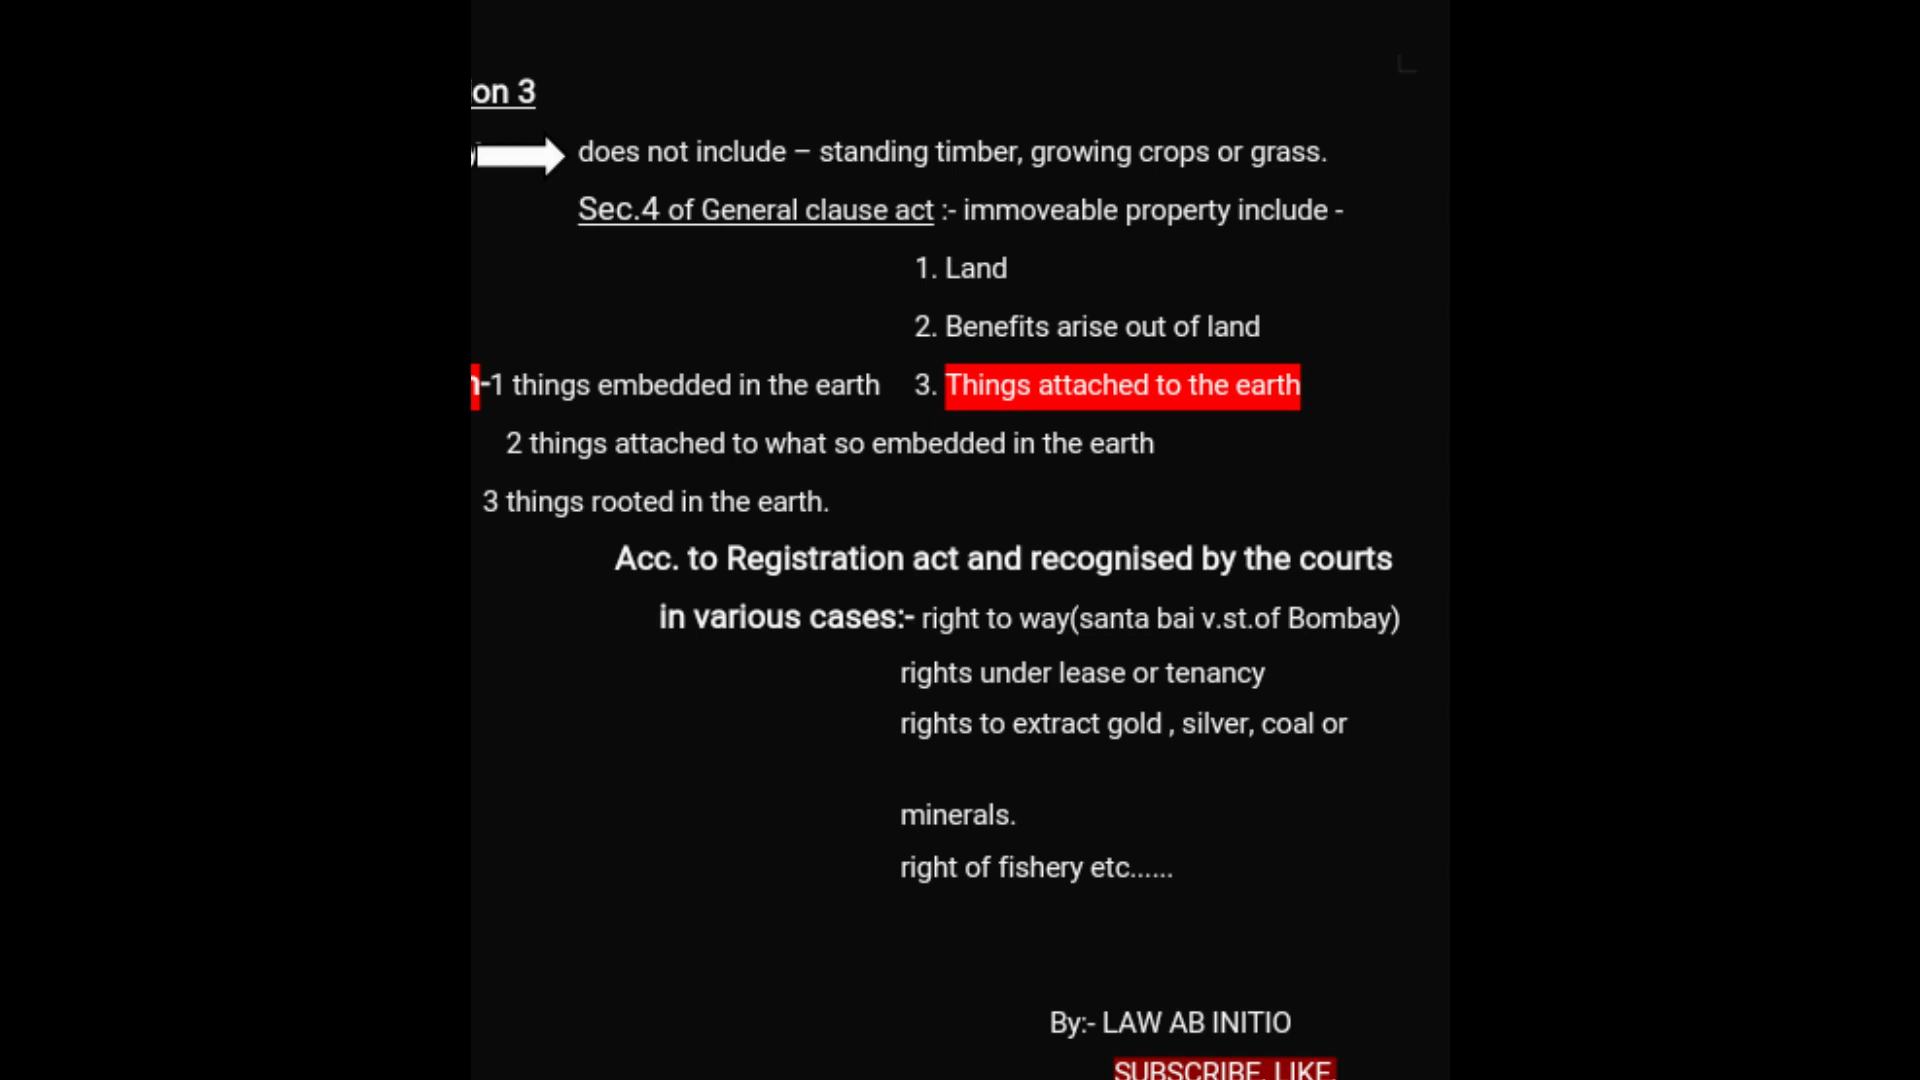 on 3
does not include – standing timber, growing crops or grass.
Sec.4 of General clause act :- immoveable property include -
1. Land
2. Benefits arise out of land
-1 things embedded in the earth 3. Things attached to the earth
2 things attached to what so embedded in the earth
3 things rooted in the earth.
Acc. to Registration act and recognised by the courts
in various cases:- right to way(santa bai v.st.of Bombay)
rights under lease or tenancy
rights to extract gold , silver, coal or
minerals.
right of fishery etc......
By:- LAW AB INITIO
SUBSCRIBE, LIKE,